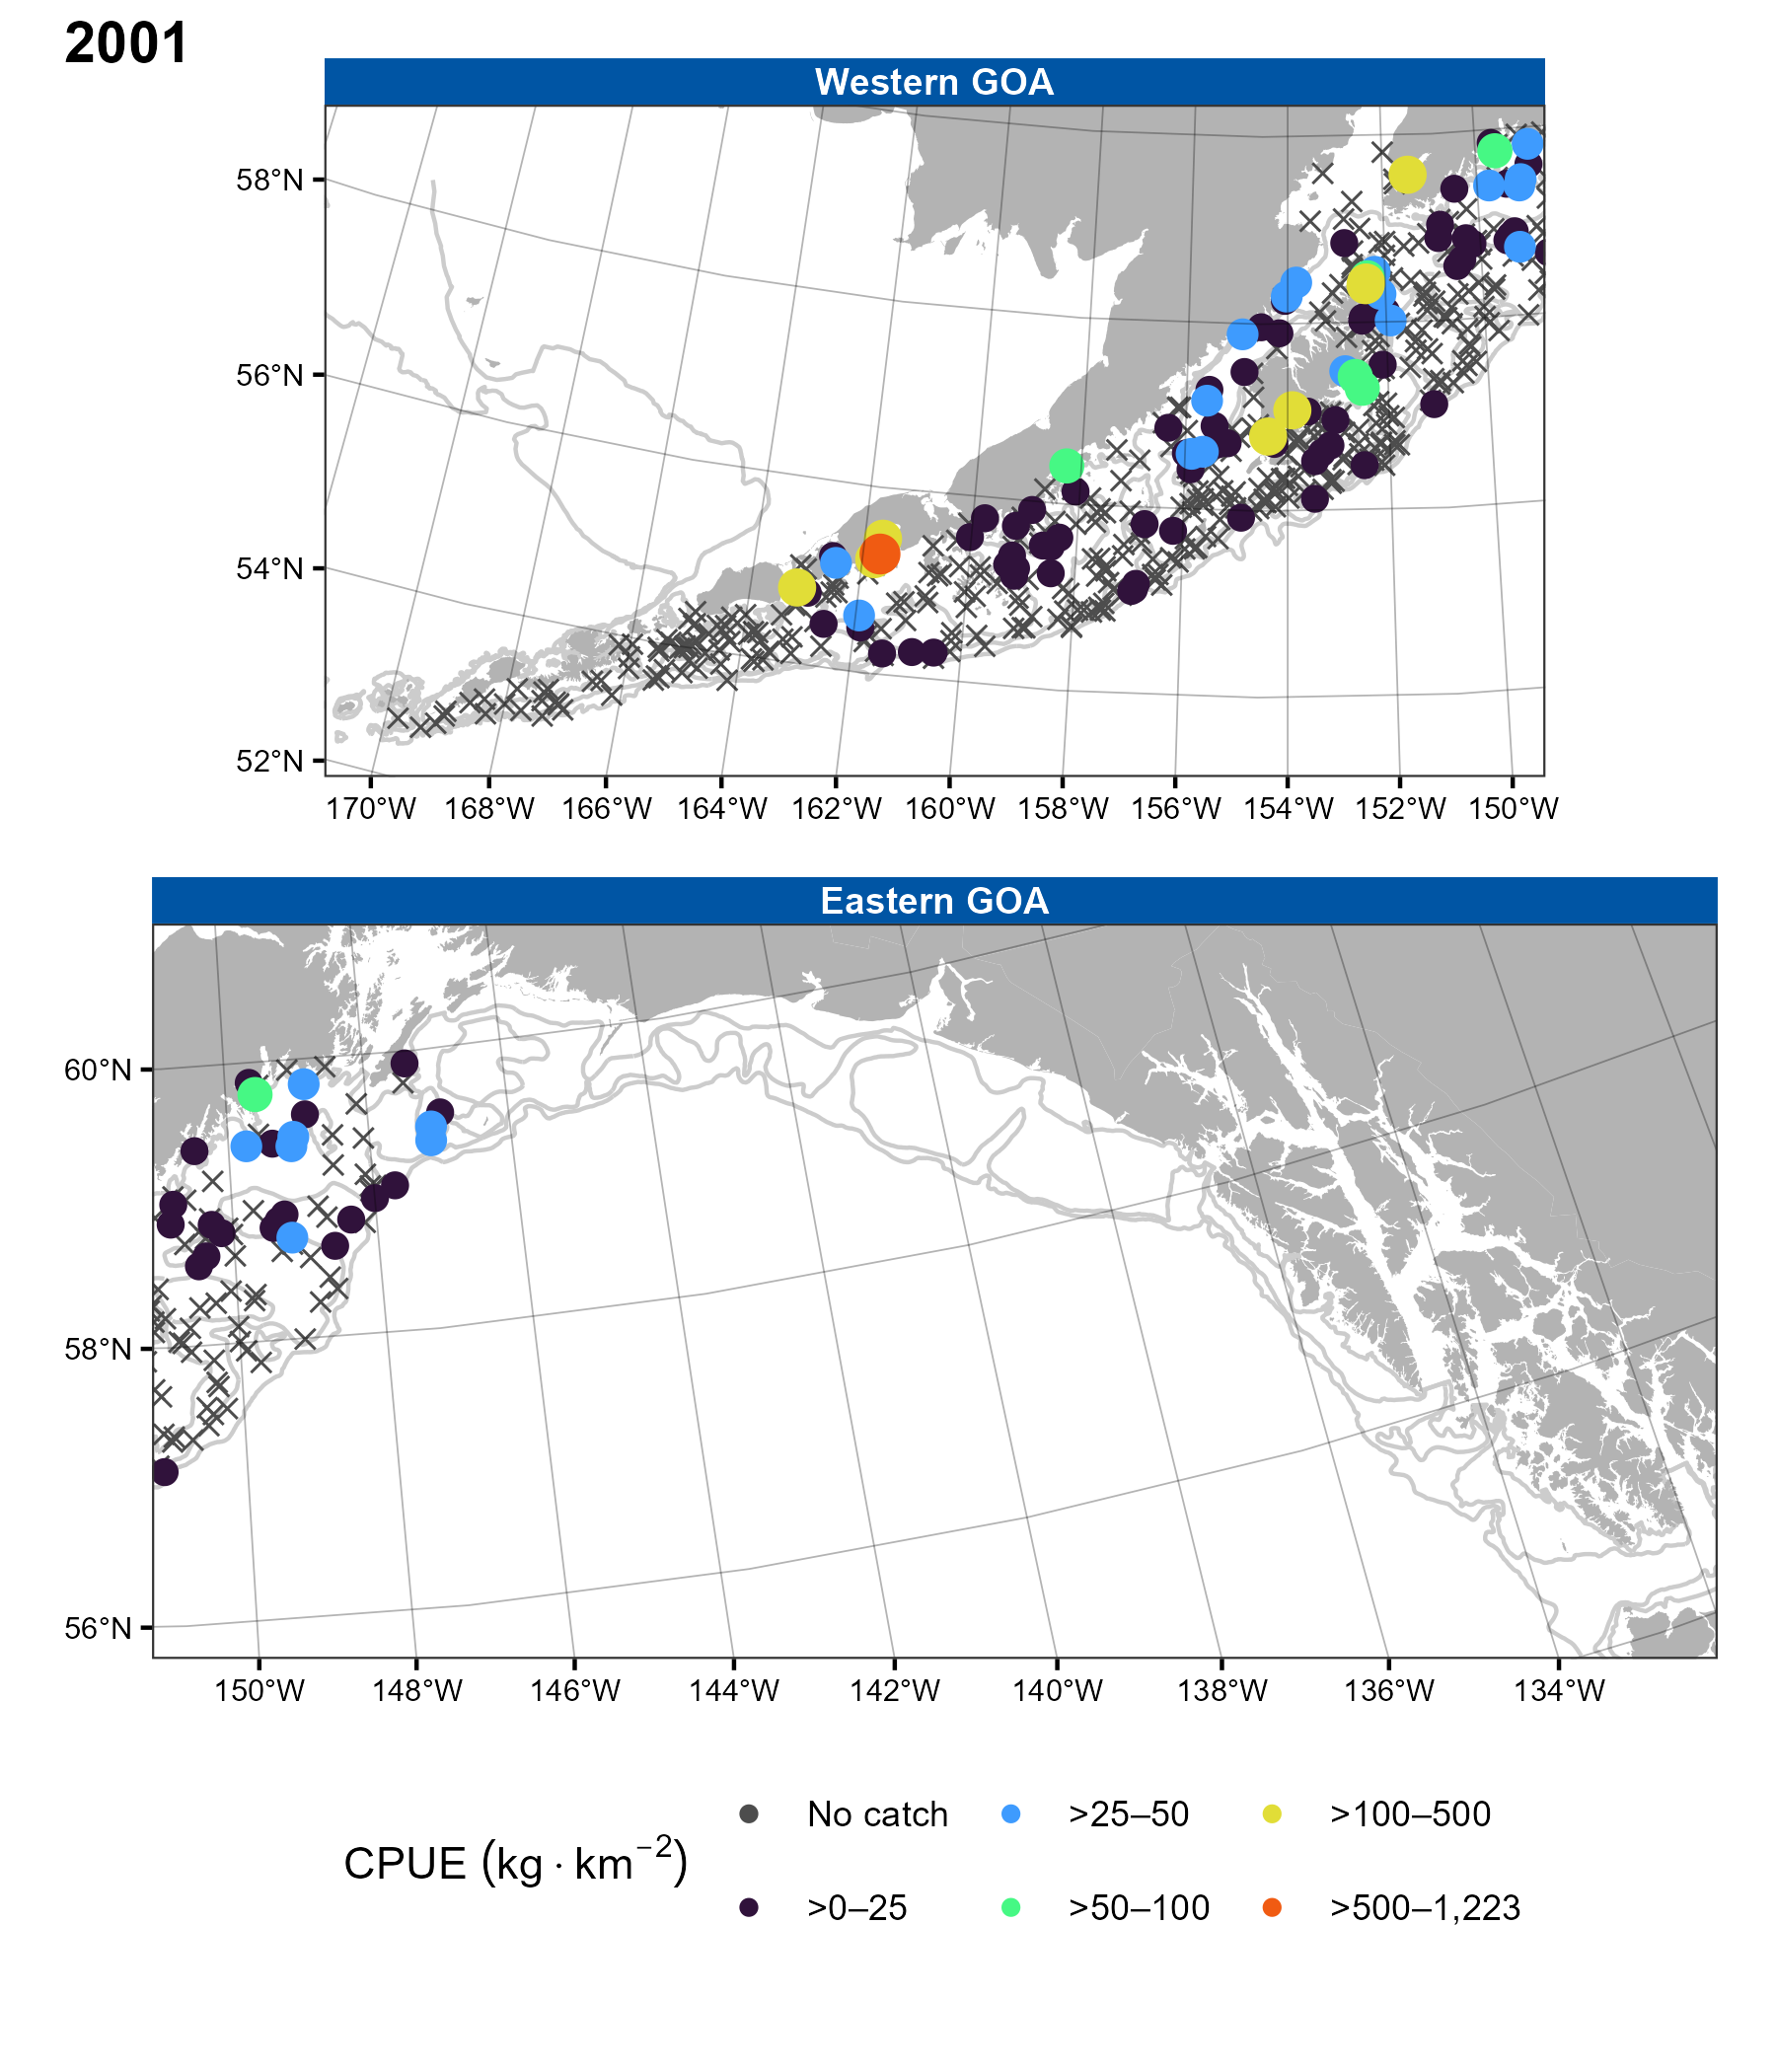 2001
Western GOA
58°N
56°N
54°N
52°N
170°W 168°W 166°W 164°W 162°W 160°W 158°W 156°W 154°W 152°W 150°W
Eastern GOA
60°N
58°N
56°N
150°W 148°W 146°W 144°W 142°W 140°W 138°W 136°W 134°W
CPUE (kg·km⁻²)
No catch >25–50 >100–500
>0–25 >50–100 >500–1,223